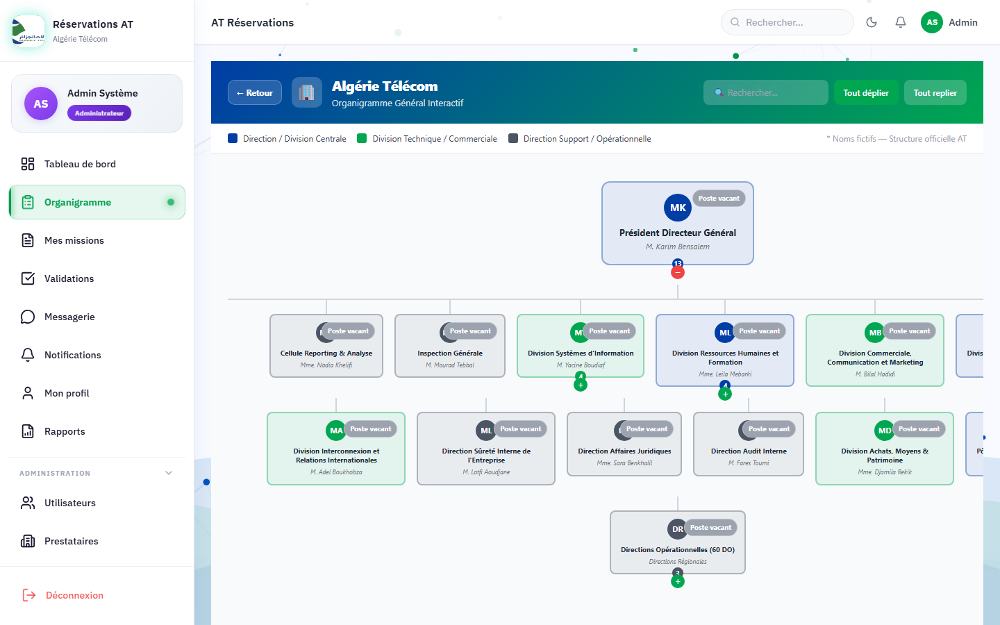 Réservations AT
Algérie Télécom
AS
Admin Système
Administrateur
Tableau de bord
Organigramme
Mes missions
Validations
Messagerie
Notifications
Mon profil
Rapports
ADMINISTRATION
Utilisateurs
Prestataires
Déconnexion
AT Réservations
Rechercher...
AS
Admin
← Retour
Algérie Télécom
Organigramme Général Interactif
Rechercher...
Tout déplier
Tout replier
Direction / Division Centrale
Division Technique / Commerciale
Direction Support / Opérationnelle
* Noms fictifs — Structure officielle AT
MK
Poste vacant
Président Directeur Général
M. Karim Bensalem
13
−
Poste vacant
Cellule Reporting & Analyse
Mme. Nadia Khelifi
Poste vacant
Inspection Générale
M. Mourad Tebbal
Poste vacant
Division Systèmes d'Information
M. Yacine Boudiaf
4
+
ML
Poste vacant
Division Ressources Humaines et
Formation
Mme. Leila Mebarki
4
+
MB
Poste vacant
Division Commerciale,
Communication et Marketing
M. Bilal Hadidi
Divis
MA
Poste vacant
Division Interconnexion et
Relations Internationales
M. Adel Boukhobza
ML
Poste vacant
Direction Sûreté Interne de
l'Entreprise
M. Lotfi Aoudjane
Poste vacant
Direction Affaires Juridiques
Mme. Sara Benkhalil
Poste vacant
Direction Audit Interne
M. Fares Toumi
MD
Poste vacant
Division Achats, Moyens &
Patrimoine
Mme. Djamila Rekik
Pô
DR
Poste vacant
Directions Opérationnelles (60 DO)
Directions Régionales
3
+